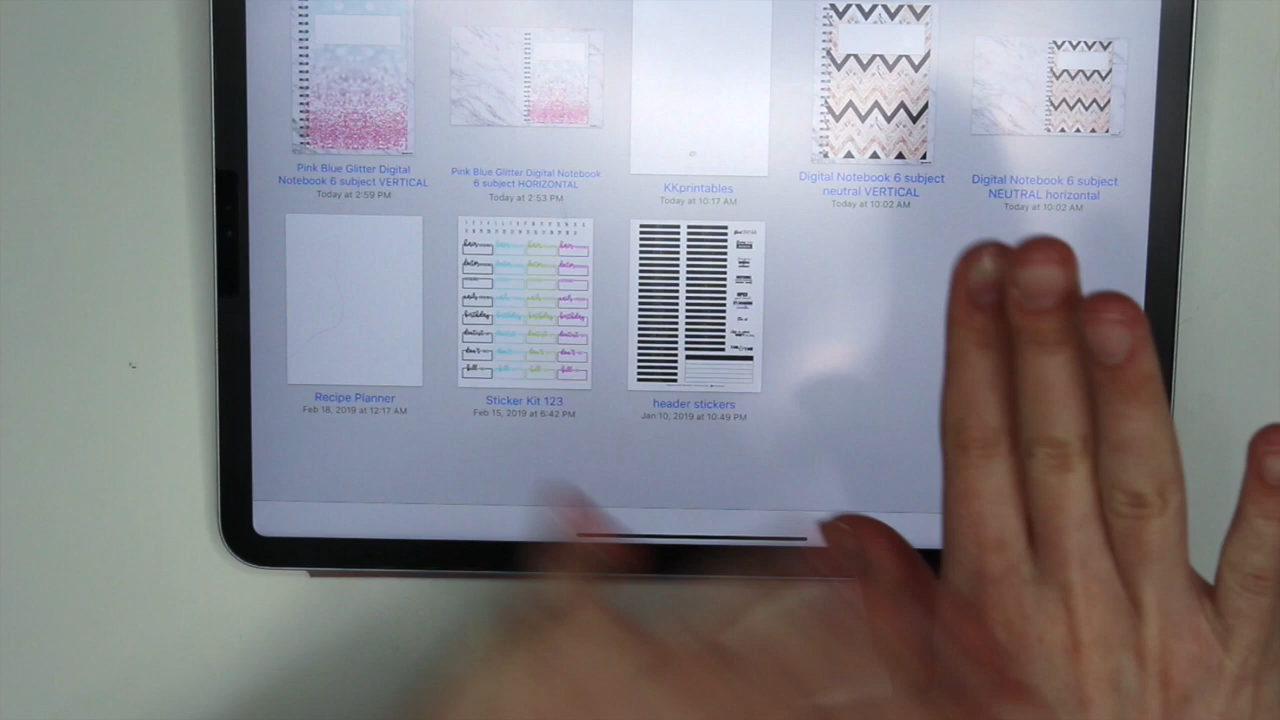 Pink Blue Glitter Digital
Notebook 6 subject VERTICAL
Today at 2:59 PM
Pink Blue Glitter Digital Notebook
6 subject HORIZONTAL
Today at 2:53 PM
KKprintables
Today at 10:17 AM
Digital Notebook 6 subject
neutral VERTICAL
Today at 10:02 AM
Digital Notebook 6 subject
NEUTRAL horizontal
Today at 10:02 AM
Recipe Planner
Feb 18, 2019 at 12:17 AM
Sticker Kit 123
Feb 15, 2019 at 6:42 PM
header stickers
Jan 10, 2019 at 10:49 PM
birthday